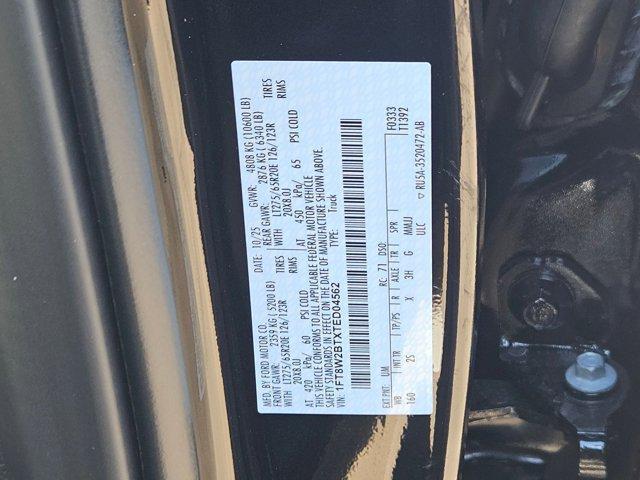 MFD. BY FORD MOTOR CO.
DATE: 10/25 GVWR: 4808 KG (10600 LB)
FRONT GAWR: 2359 KG ( 5200 LB) REAR GAWR: 2876 KG ( 6340 LB)
WITH LT275/65R20E 126/123R TIRES WITH LT275/65R20E 126/123R TIRES
20X8.0J RIMS 20X8.0J RIMS
AT 420 kPa/ 60 PSI COLD AT 450 kPa/ 65 PSI COLD
THIS VEHICLE CONFORMS TO ALL APPLICABLE FEDERAL MOTOR VEHICLE
SAFETY STANDARDS IN EFFECT ON THE DATE OF MANUFACTURE SHOWN ABOVE.
VIN: 1FT8W2BTXTED04562 TYPE: Truck
F0333
T1392
EXT PNT: UM RC: 71 DSO:
WB INT TR TP/PS R AXLE TR SPR
160 2S X 3H G MMJJ
ULC
▽ RU5A-3520472-AB